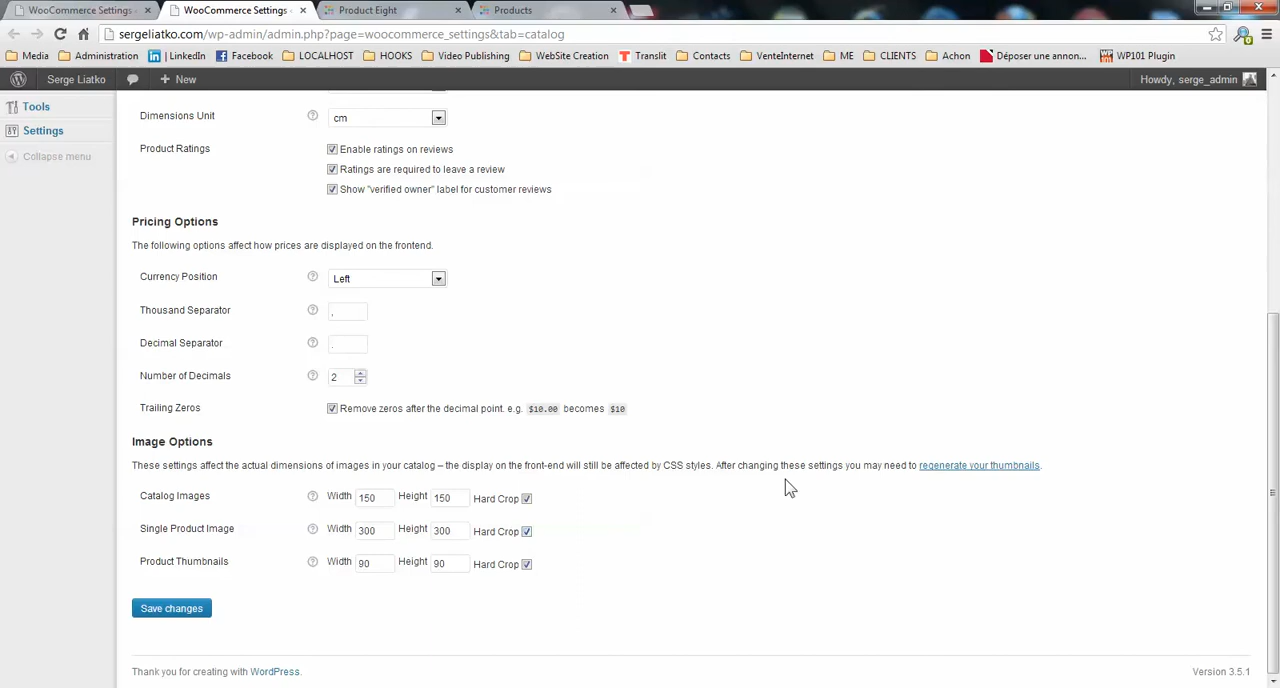 WooCommerce Settings
WooCommerce Settings
Product Eight
Products
sergeliatko.com/wp-admin/admin.php?page=woocommerce_settings&tab=catalog
Media Administration LinkedIn Facebook LOCALHOST HOOKS Video Publishing WebSite Creation Translit Contacts VenteInternet ME CLIENTS Achon Déposer une annon... WP101 Plugin
Serge Liatko + New Howdy, serge_admin
Tools
Settings
Collapse menu
Dimensions Unit cm
Product Ratings Enable ratings on reviews
Ratings are required to leave a review
Show "verified owner" label for customer reviews
Pricing Options
The following options affect how prices are displayed on the frontend.
Currency Position Left
Thousand Separator ,
Decimal Separator .
Number of Decimals 2
Trailing Zeros Remove zeros after the decimal point. e.g. $10.00 becomes $10
Image Options
These settings affect the actual dimensions of images in your catalog – the display on the front-end will still be affected by CSS styles. After changing these settings you may need to regenerate your thumbnails.
Catalog Images Width 150 Height 150 Hard Crop
Single Product Image Width 300 Height 300 Hard Crop
Product Thumbnails Width 90 Height 90 Hard Crop
Save changes
Thank you for creating with WordPress. Version 3.5.1